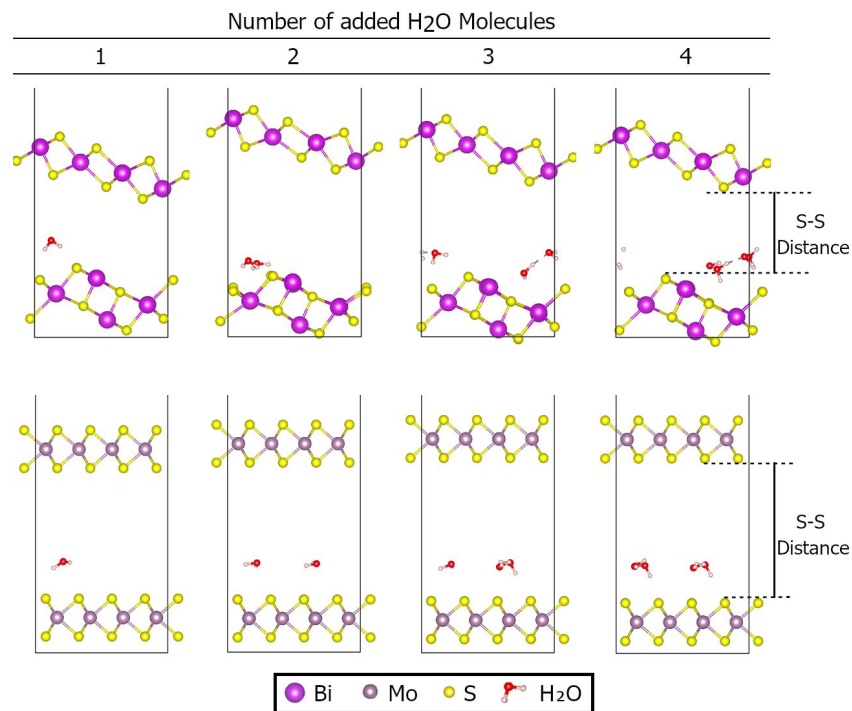 Number of added H2O Molecules
1 2 3 4
S-S
Distance
S-S
Distance
Bi Mo S H2O